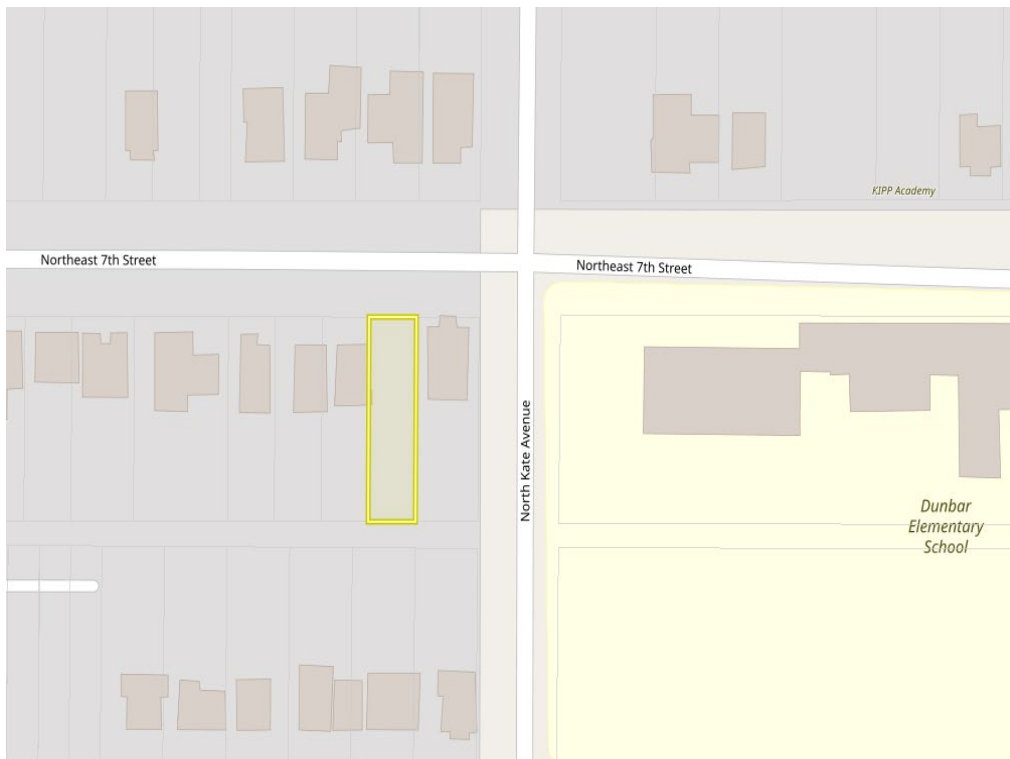 KIPP Academy
Northeast 7th Street
Northeast 7th Street
North Kate Avenue
Dunbar
Elementary
School